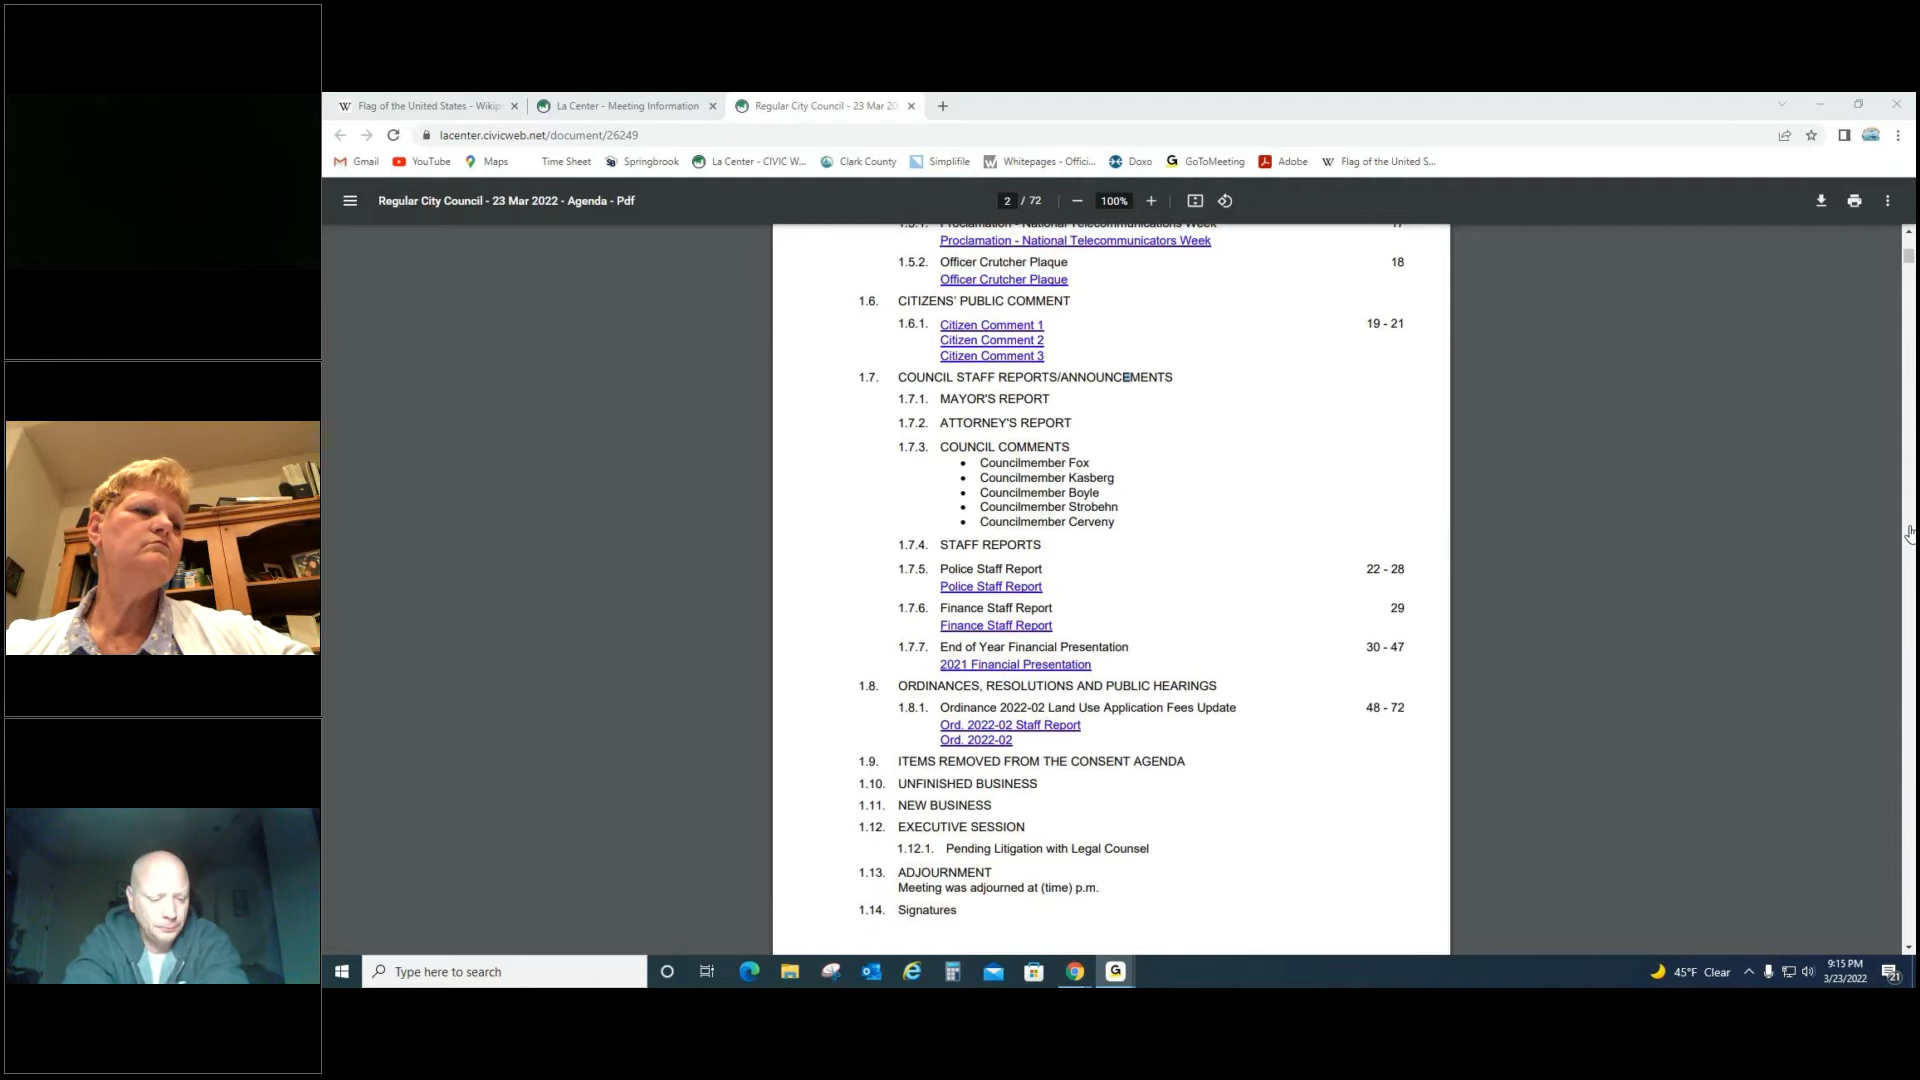 Flag of the United States - Wikip
La Center - Meeting Information
Regular City Council - 23 Mar 20
lacenter.civicweb.net/document/26249
Gmail YouTube Maps Time Sheet Springbrook La Center - CIVIC W... Clark County Simplifile Whitepages - Offici... Doxo GoToMeeting Adobe Flag of the United S...
Regular City Council - 23 Mar 2022 - Agenda - Pdf 2 / 72 100%
1.5.1. Proclamation - National Telecommunications Week 17
Proclamation - National Telecommunicators Week
1.5.2. Officer Crutcher Plaque 18
Officer Crutcher Plaque
1.6. CITIZENS' PUBLIC COMMENT
1.6.1. Citizen Comment 1 19 - 21
Citizen Comment 2
Citizen Comment 3
1.7. COUNCIL STAFF REPORTS/ANNOUNCEMENTS
1.7.1. MAYOR'S REPORT
1.7.2. ATTORNEY'S REPORT
1.7.3. COUNCIL COMMENTS
• Councilmember Fox
• Councilmember Kasberg
• Councilmember Boyle
• Councilmember Strobehn
• Councilmember Cerveny
1.7.4. STAFF REPORTS
1.7.5. Police Staff Report 22 - 28
Police Staff Report
1.7.6. Finance Staff Report 29
Finance Staff Report
1.7.7. End of Year Financial Presentation 30 - 47
2021 Financial Presentation
1.8. ORDINANCES, RESOLUTIONS AND PUBLIC HEARINGS
1.8.1. Ordinance 2022-02 Land Use Application Fees Update 48 - 72
Ord. 2022-02 Staff Report
Ord. 2022-02
1.9. ITEMS REMOVED FROM THE CONSENT AGENDA
1.10. UNFINISHED BUSINESS
1.11. NEW BUSINESS
1.12. EXECUTIVE SESSION
1.12.1. Pending Litigation with Legal Counsel
1.13. ADJOURNMENT
Meeting was adjourned at (time) p.m.
1.14. Signatures
Type here to search
45°F Clear
9:15 PM
3/23/2022
21